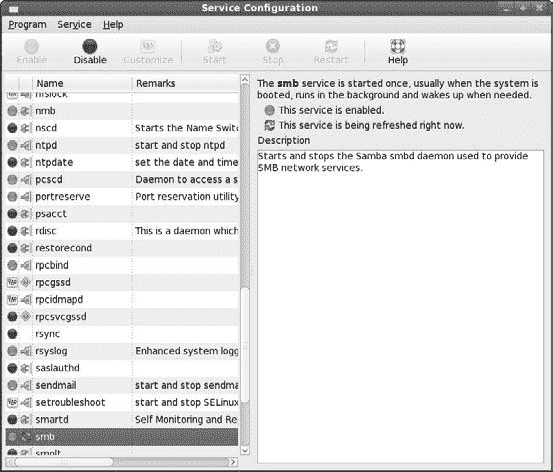 Service Configuration
Program Service Help
Enable Disable Customize Start Stop Restart Help
Name Remarks
nfslock
nmb
nscd Starts the Name Switc
ntpd start and stop ntpd
ntpdate set the date and time
pcscd Daemon to access a s
portreserve Port reservation utility
psacct
rdisc This is a daemon which
restorecond
rpcbind
rpcgssd
rpcidmapd
rpcsvcgssd
rsync
rsyslog Enhanced system logg
saslauthd
sendmail start and stop sendma
setroubleshoot start and stop SELinux
smartd Self Monitoring and Re
smb
smolt
The smb service is started once, usually when the system is
booted, runs in the background and wakes up when needed.
This service is enabled.
This service is being refreshed right now.
Description
Starts and stops the Samba smbd daemon used to provide
SMB network services.